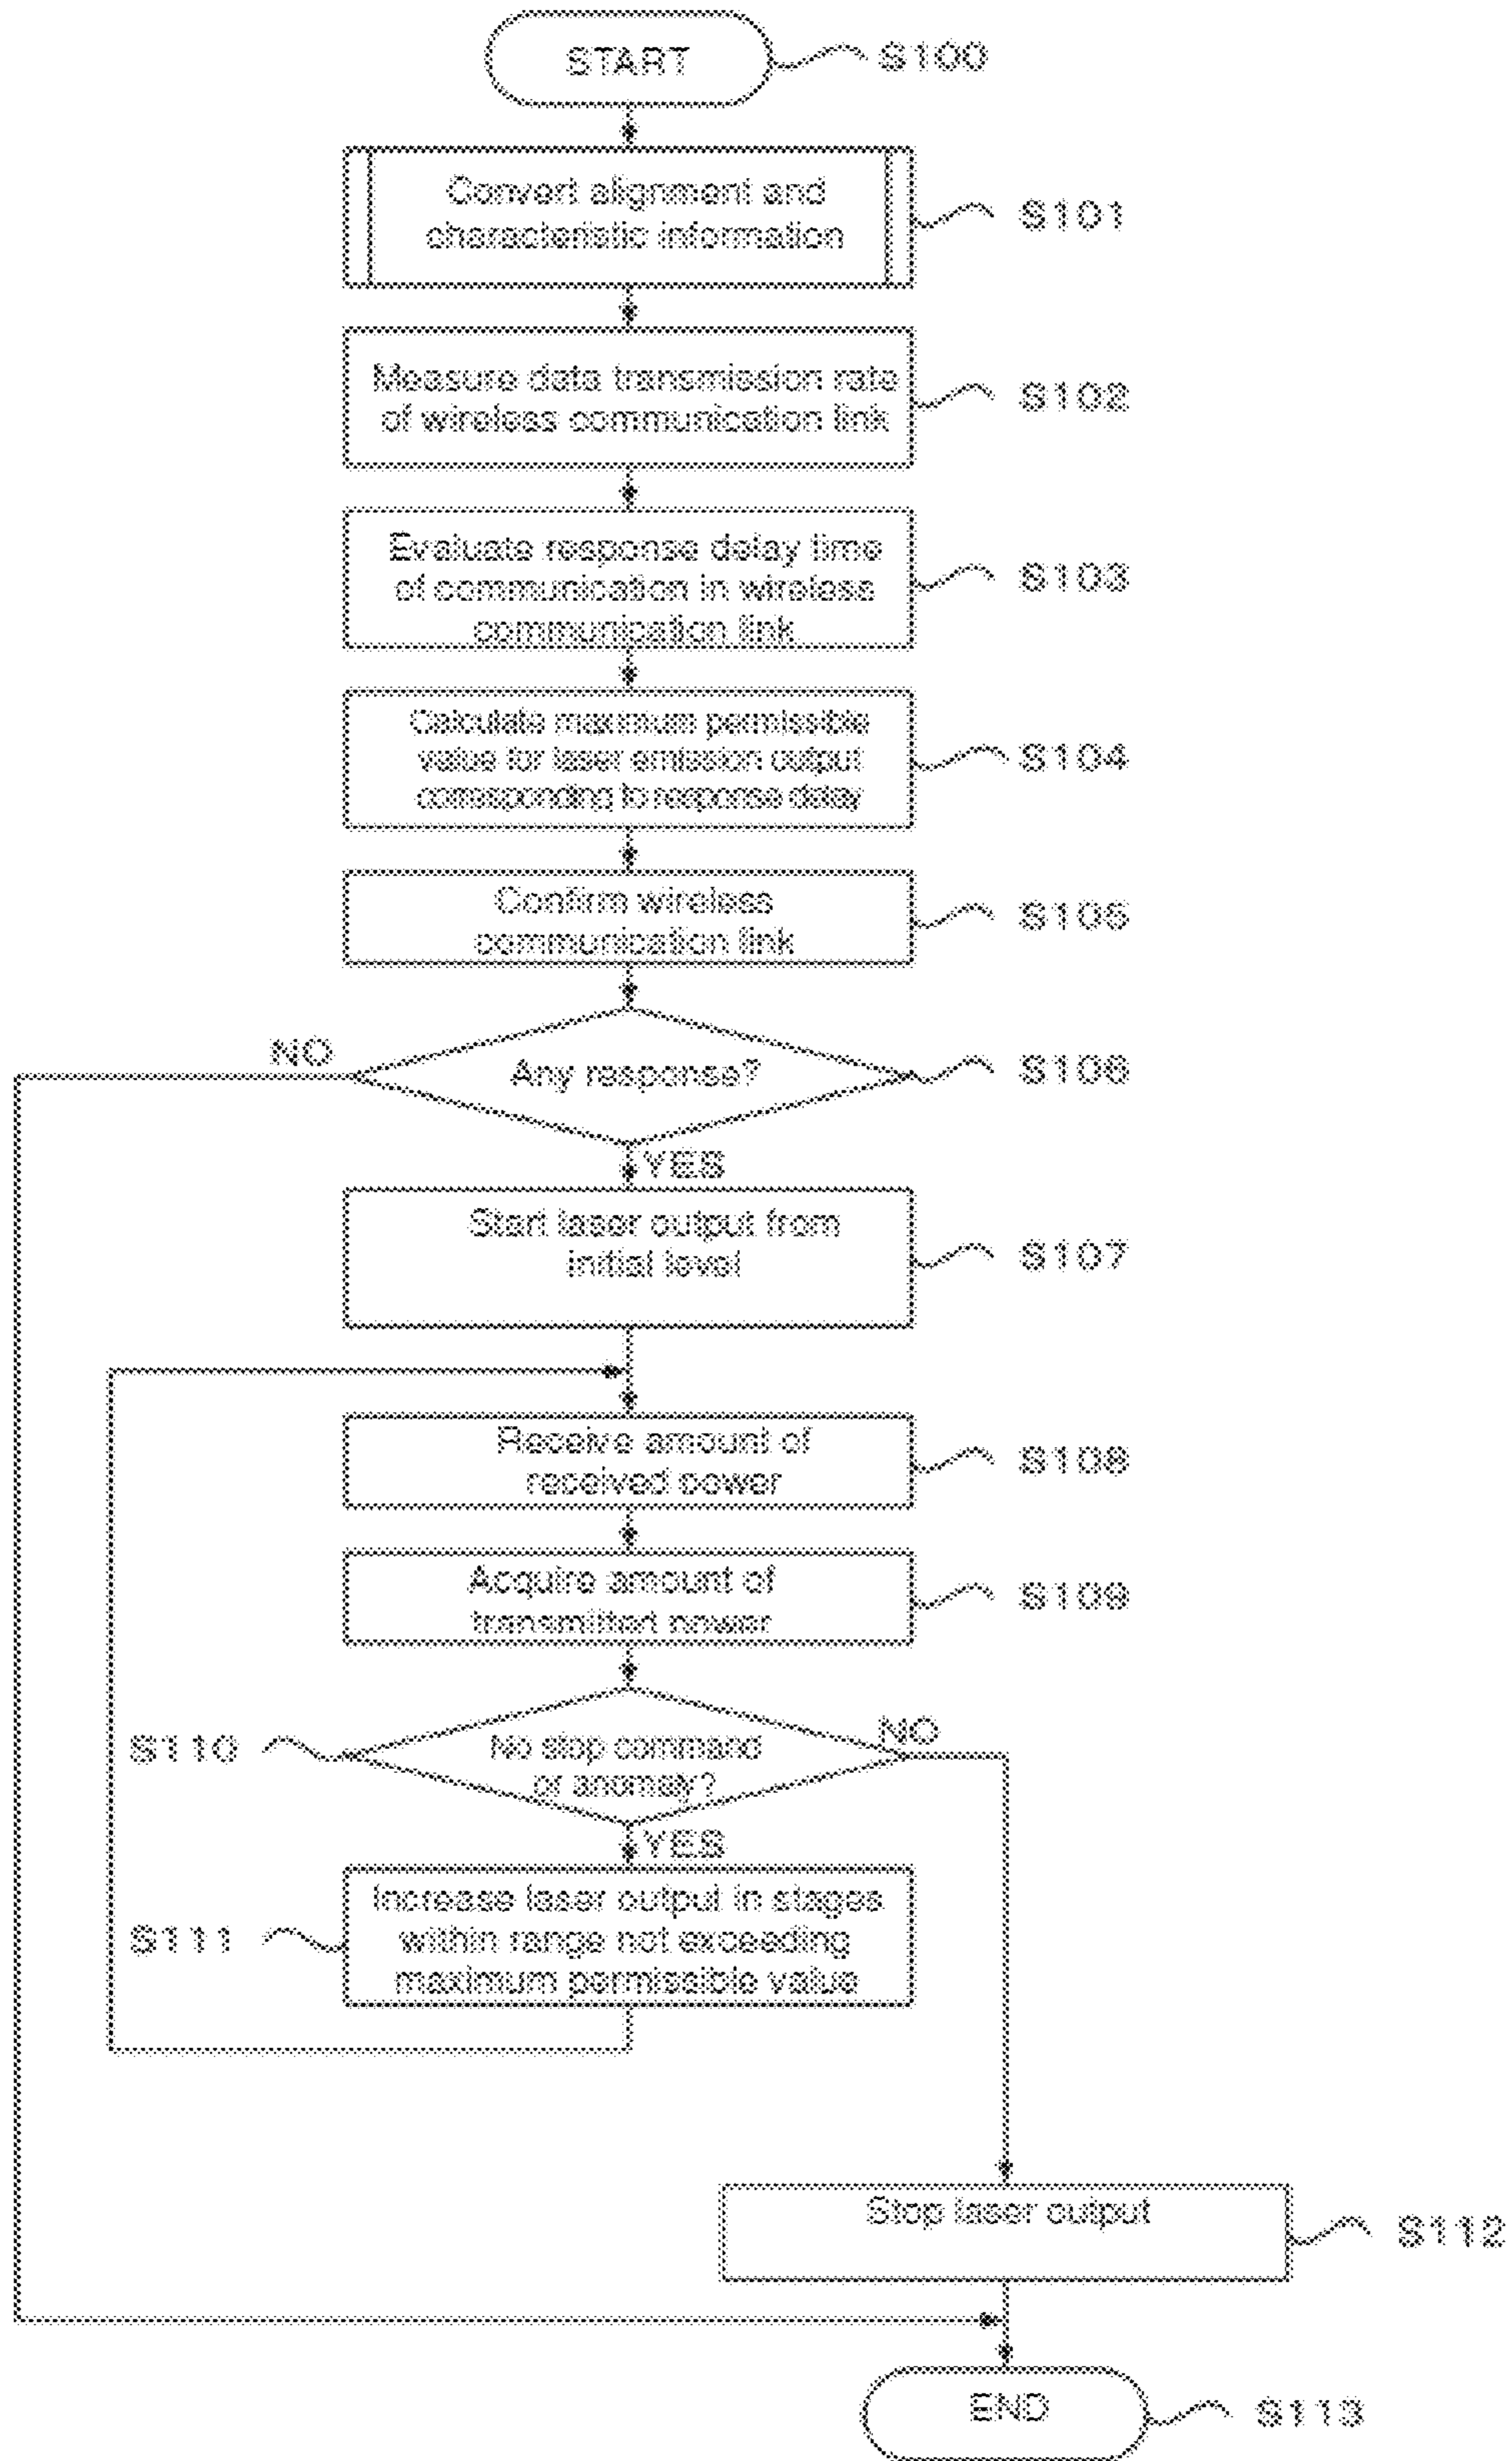 START
S100
Convert alignment and
characteristic information
S101
Measure data transmission rate
of wireless communication link
S102
Evaluate response delay time
of communication in wireless
communication link
S103
Calculate maximum permissible
value for laser emission output
corresponding to response delay
S104
Confirm wireless
communication link
S105
NO
Any response?
S106
YES
Start laser output from
initial level
S107
Receive amount of
received power
S108
Acquire amount of
transmitted power
S109
S110
No stop command
or anomaly?
NO
YES
S111
Increase laser output in stages
within range not exceeding
maximum permissible value
Stop laser output
S112
END
S113